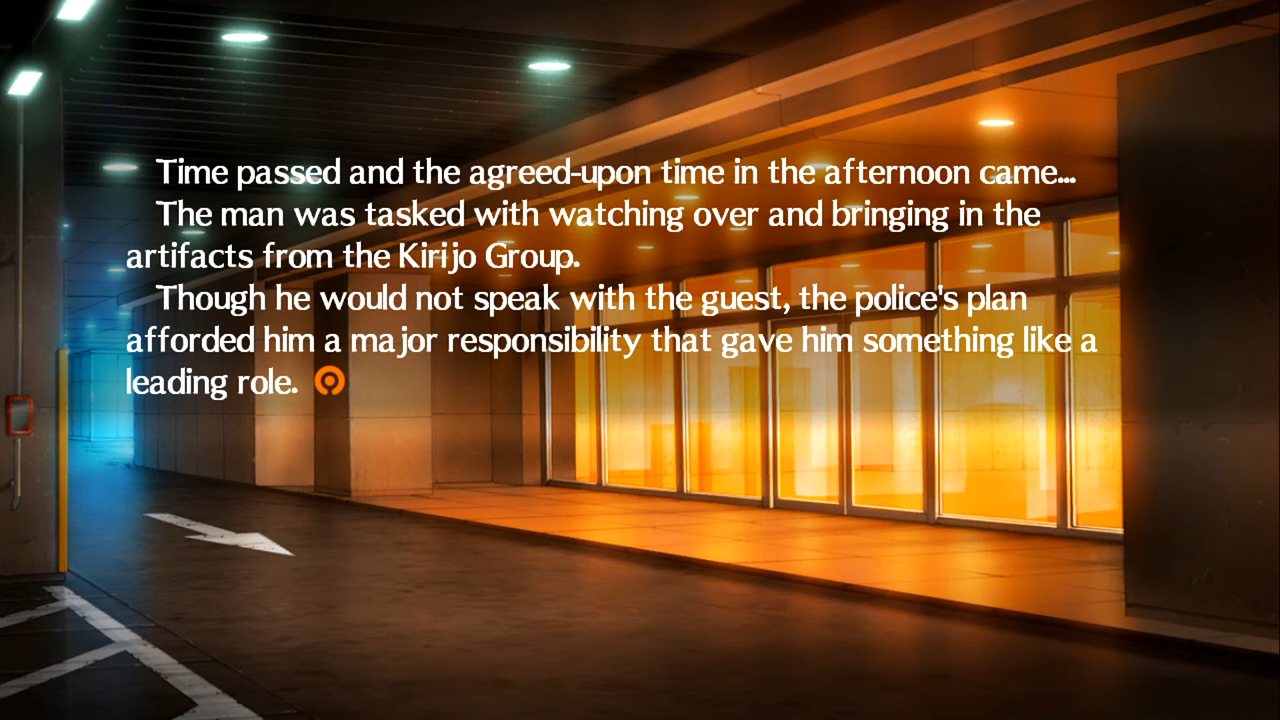 Time passed and the agreed-upon time in the afternoon came...
The man was tasked with watching over and bringing in the
artifacts from the Kirijo Group.
Though he would not speak with the guest, the police's plan
afforded him a major responsibility that gave him something like a
leading role.